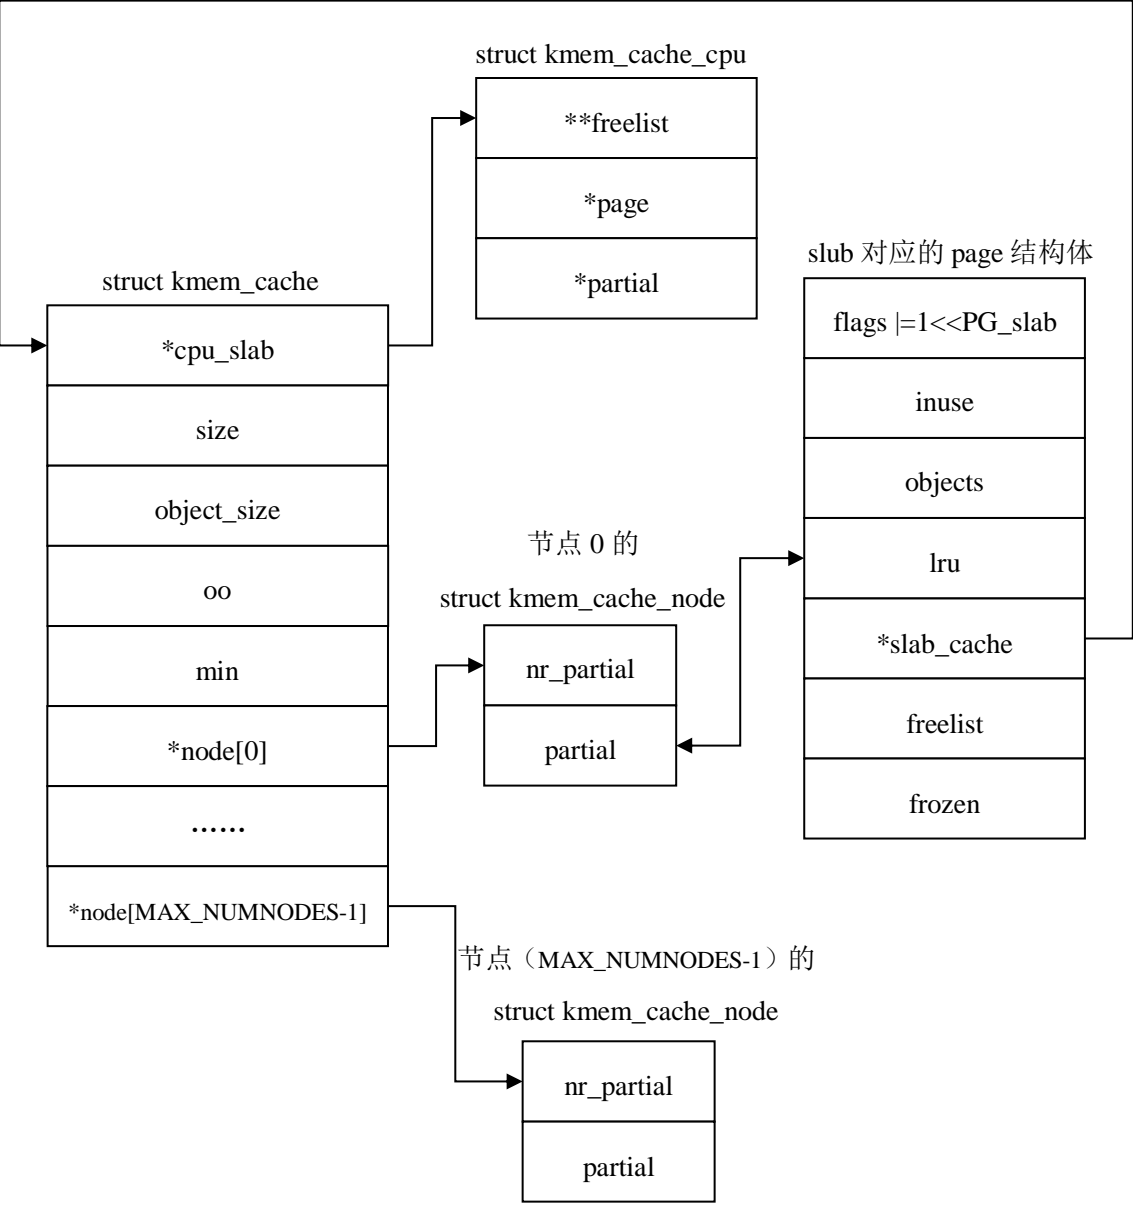 struct kmem_cache_cpu
**freelist
*page
*partial
struct kmem_cache
*cpu_slab
size
object_size
oo
min
*node[0]
……
*node[MAX_NUMNODES-1]
节点 0 的
struct kmem_cache_node
nr_partial
partial
slub 对应的 page 结构体
flags |=1<<PG_slab
inuse
objects
lru
*slab_cache
freelist
frozen
节点（MAX_NUMNODES-1）的
struct kmem_cache_node
nr_partial
partial